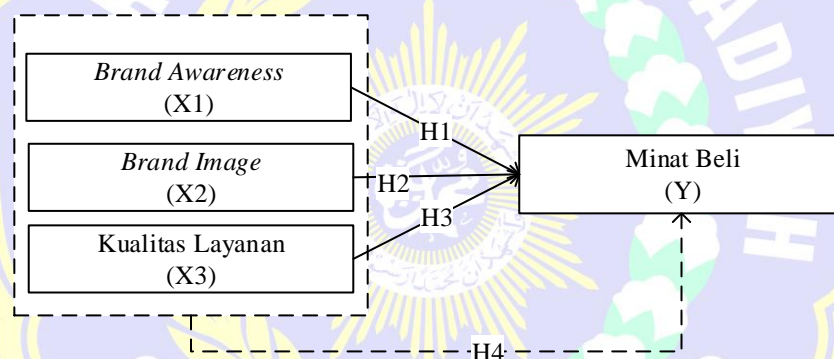 Brand Awareness
(X1)
H1
Brand Image
(X2)
H2
Minat Beli
(Y)
Kualitas Layanan
(X3)
H3
H4